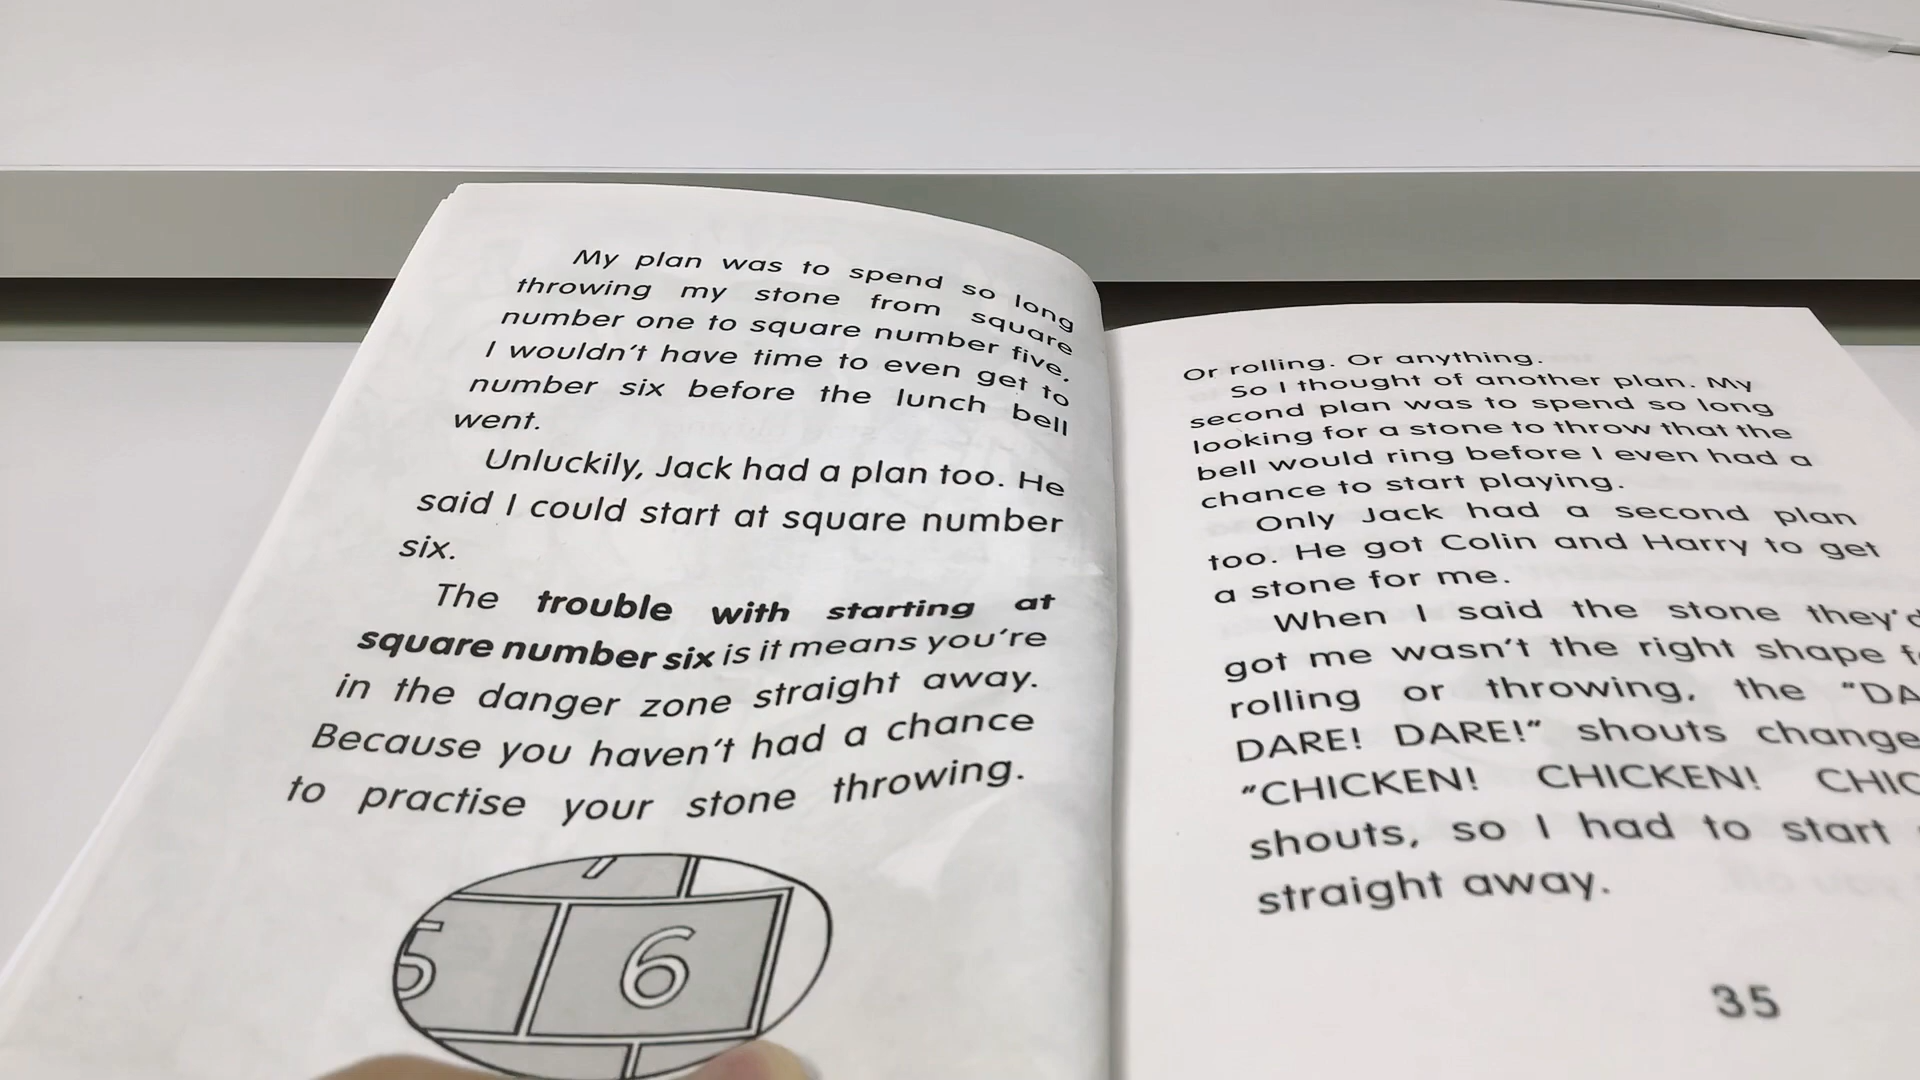 My plan was to spend so long
throwing my stone from square
number one to square number five.
I wouldn't have time to even get to
number six before the lunch bell
went.
Unluckily, Jack had a plan too. He
said I could start at square number
six.
The trouble with starting at
square number six is it means you're
in the danger zone straight away.
Because you haven't had a chance
to practise your stone throwing.
7
5
6
Or rolling. Or anything.
So I thought of another plan. My
second plan was to spend so long
looking for a stone to throw that the
bell would ring before I even had a
chance to start playing.
Only Jack had a second plan
too. He got Colin and Harry to get
a stone for me.
When I said the stone they'd
got me wasn't the right shape
rolling or throwing, the "DA
DARE! DARE!" shouts change
"CHICKEN! CHICKEN! CHIC
shouts, so I had to start
straight away.
35